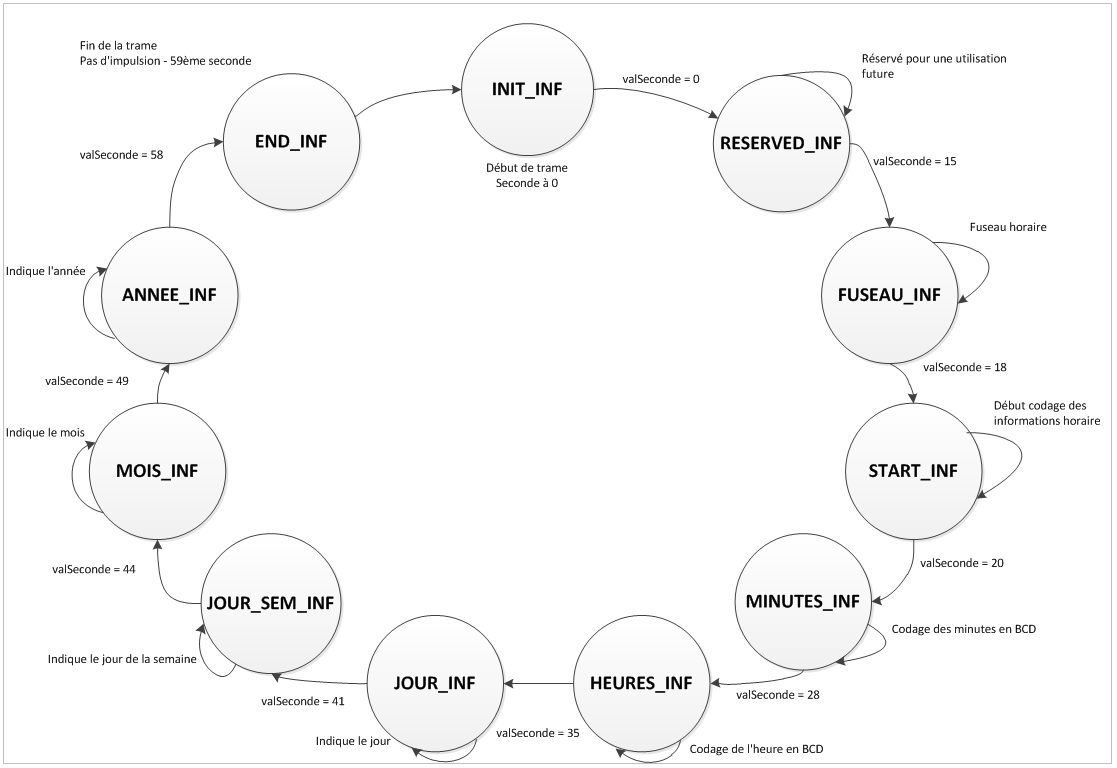 Fin de la trame
Pas d'impulsion - 59ème seconde
INIT_INF
Début de trame
Seconde à 0
valSeconde = 0
Réservé pour une utilisation
future
RESERVED_INF
valSeconde = 15
Fuseau horaire
FUSEAU_INF
valSeconde = 18
Début codage des
informations horaire
START_INF
valSeconde = 20
MINUTES_INF
Codage des minutes en BCD
valSeconde = 28
HEURES_INF
Codage de l'heure en BCD
valSeconde = 35
JOUR_INF
Indique le jour
valSeconde = 41
JOUR_SEM_INF
Indique le jour de la semaine
valSeconde = 44
MOIS_INF
Indique le mois
valSeconde = 49
ANNEE_INF
Indique l'année
valSeconde = 58
END_INF